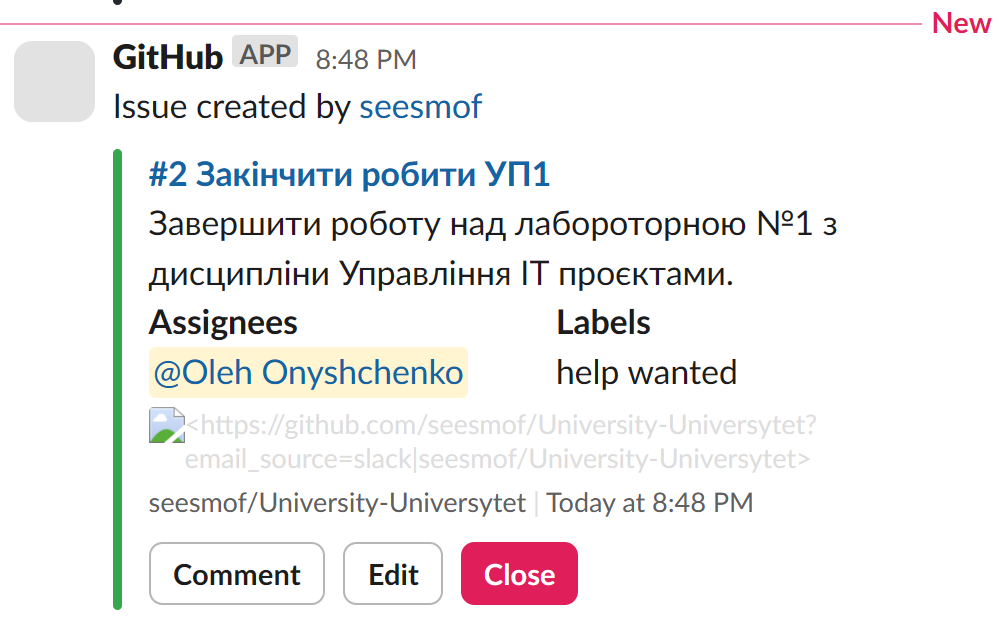 New
GitHub APP 8:48 PM
Issue created by seesmof
#2 Закінчити робити УП1
Завершити роботу над лабороторною №1 з
дисципліни Управління ІТ проєктами.
Assignees Labels
@Oleh Onyshchenko help wanted
<https://github.com/seesmof/University-Universytet?
email_source=slack|seesmof/University-Universytet>
seesmof/University-Universytet | Today at 8:48 PM
Comment Edit Close